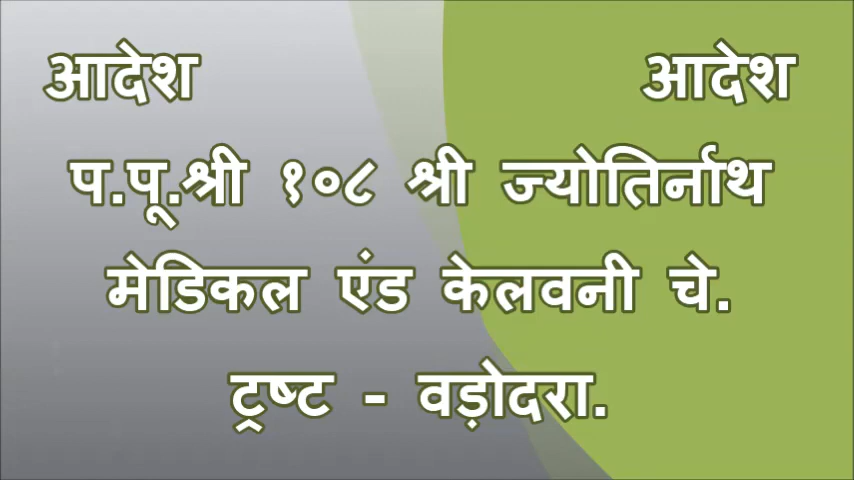 आदेश आदेश
प.पू.श्री १०८ श्री ज्योतिर्नाथ
मेडिकल एंड केलवनी चे.
ट्रष्ट - वड़ोदरा.